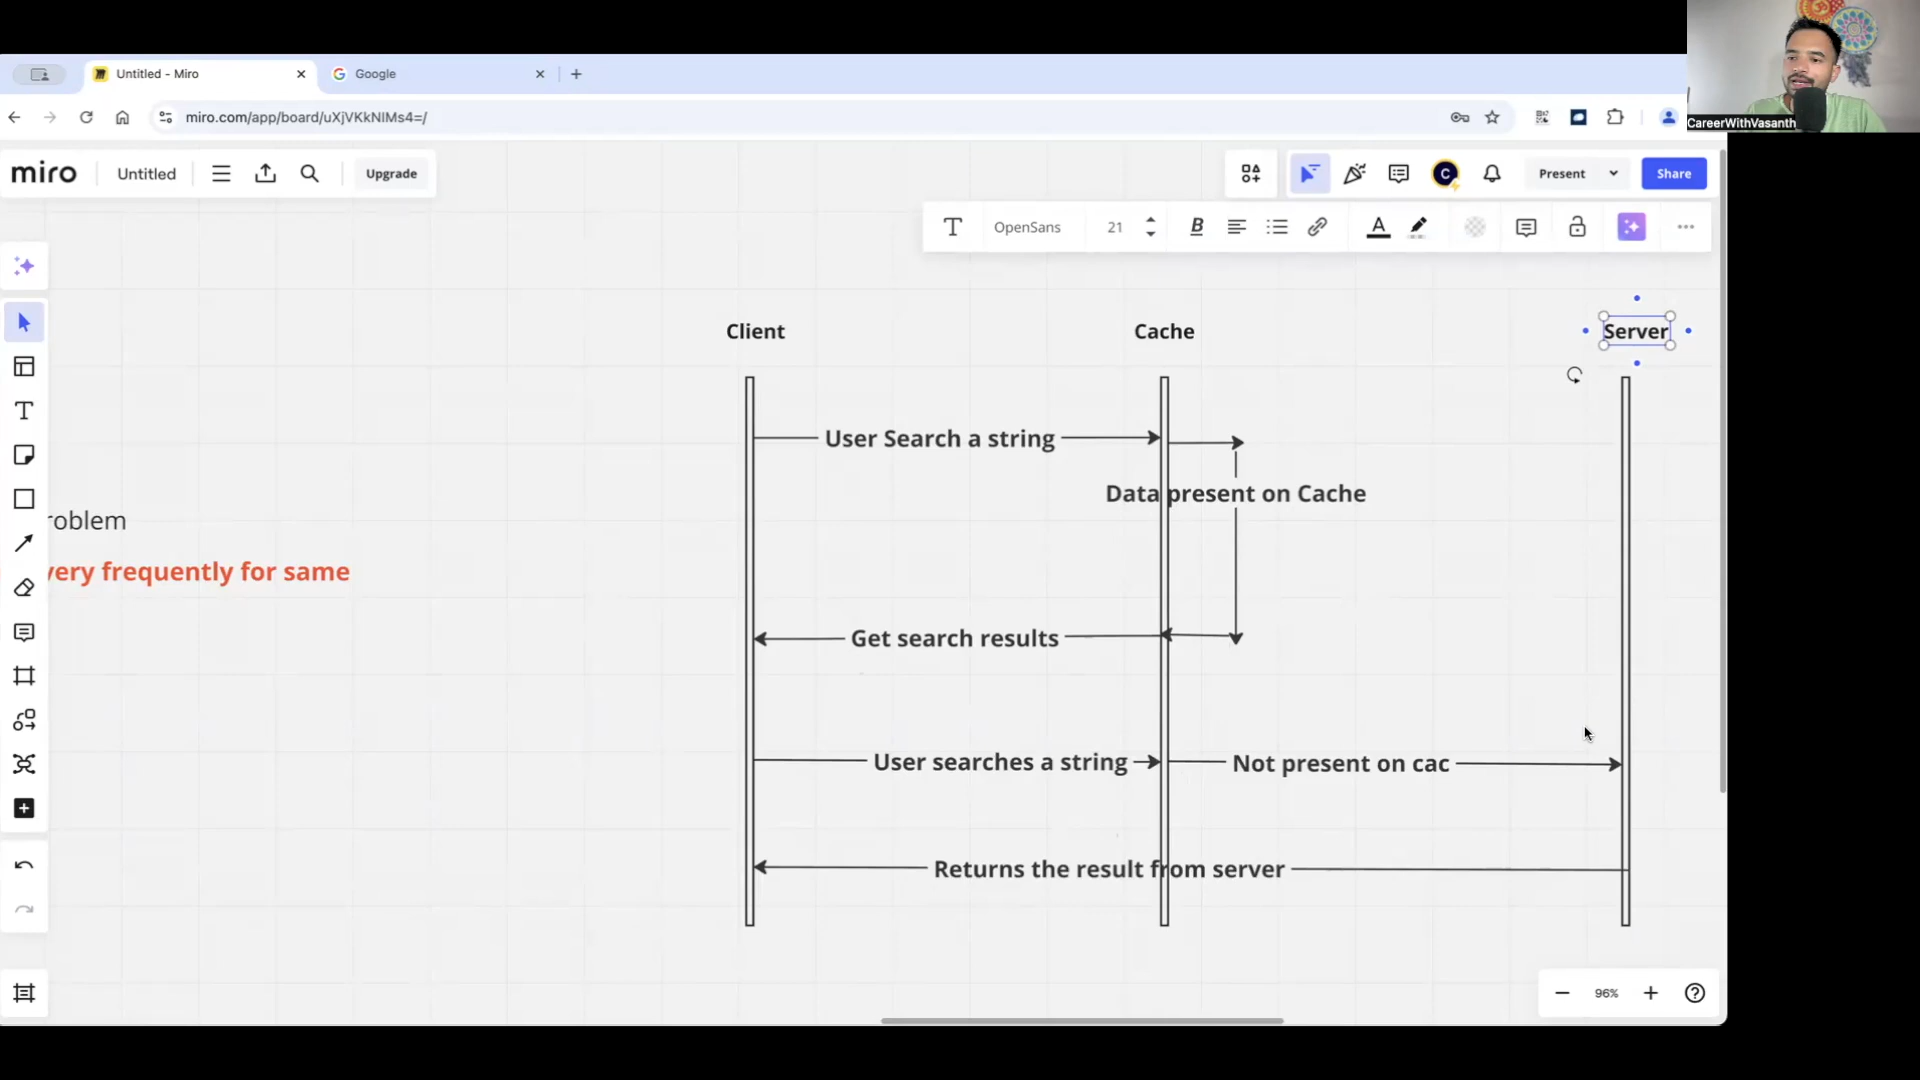 Untitled - Miro
Google
miro.com/app/board/uXjVKkNlMs4=/
CareerWithVasanth
miro
Untitled
Upgrade
Present
Share
OpenSans
21
Client
Cache
Server
User Search a string
Data present on Cache
roblem
very frequently for same
Get search results
User searches a string
Not present on cac
Returns the result from server
96%